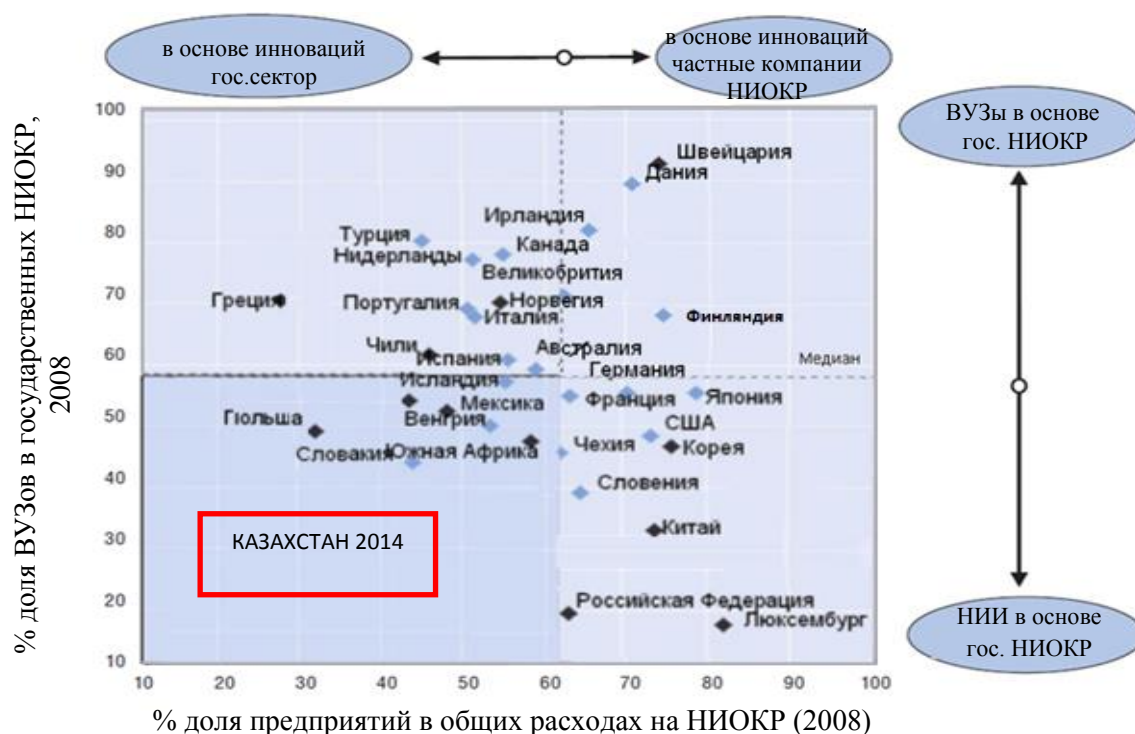 в основе инноваций
гос.сектор
в основе инноваций
частные компании
НИОКР
ВУЗы в основе
гос. НИОКР
НИИ в основе
гос. НИОКР
% доля ВУЗов в государственных НИОКР,
2008
100
90
80
70
60
50
40
30
20
10
Швейцария
Дания
Ирландия
Турция
Канада
Нидерланды
Великобрития
Греция
Португалия
Норвегия
Италия
Финляндия
Чили
Австралия
Испания
Медиан
Германия
Исландия
Мексика
Франция
Япония
Гюльша
Венгрия
США
Словакия
Южная Африка
Чехия
Корея
Словения
КАЗАХСТАН 2014
Китай
Российская Федерация
Люксембург
10 20 30 40 50 60 70 80 90 100
% доля предприятий в общих расходах на НИОКР (2008)